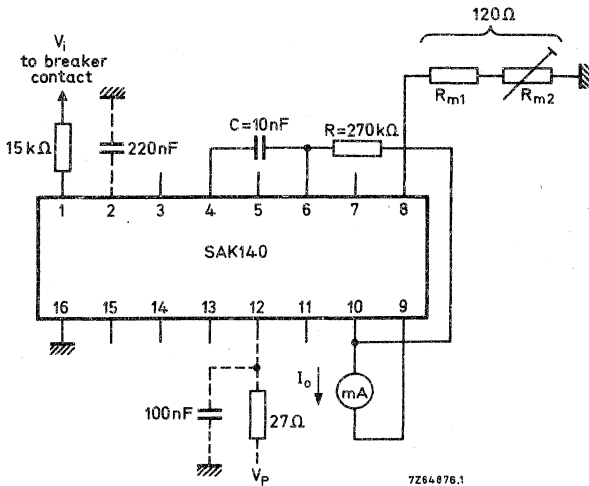 120Ω
Vi
to breaker
contact
Rm1
Rm2
C=10nF
R=270kΩ
15kΩ
220nF
1 2 3 4 5 6 7 8
SAK140
16 15 14 13 12 11 10 9
Io
mA
100nF
27Ω
VP
7Z64876.1